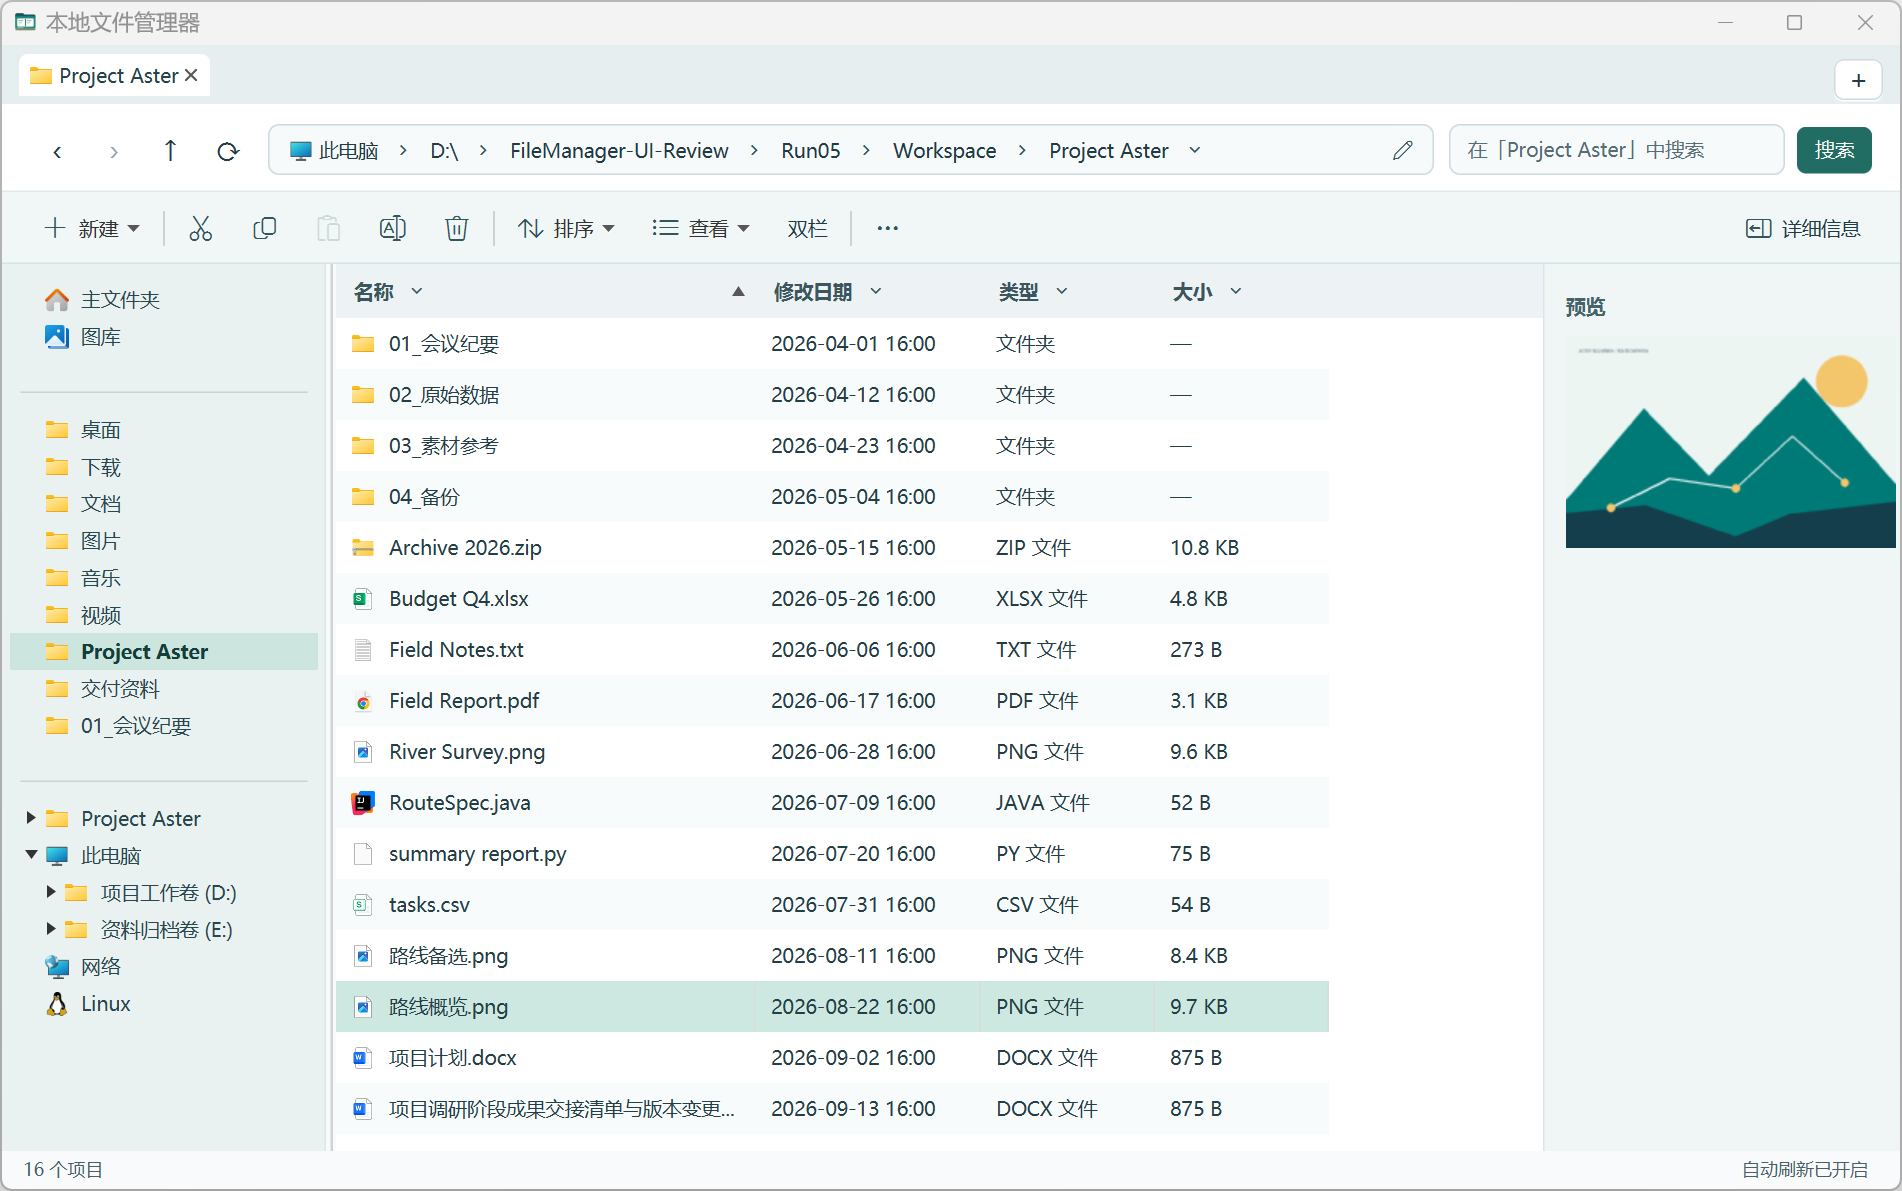 本地文件管理器
Project Aster
此电脑 D:\ FileManager-UI-Review Run05 Workspace Project Aster
在「Project Aster」中搜索
搜索
新建 排序 查看 双栏 ··· 详细信息
主文件夹
图库
桌面
下载
文档
图片
音乐
视频
Project Aster
交付资料
01_会议纪要
Project Aster
此电脑
项目工作卷 (D:)
资料归档卷 (E:)
网络
Linux
名称 修改日期 类型 大小
01_会议纪要 2026-04-01 16:00 文件夹 —
02_原始数据 2026-04-12 16:00 文件夹 —
03_素材参考 2026-04-23 16:00 文件夹 —
04_备份 2026-05-04 16:00 文件夹 —
Archive 2026.zip 2026-05-15 16:00 ZIP 文件 10.8 KB
Budget Q4.xlsx 2026-05-26 16:00 XLSX 文件 4.8 KB
Field Notes.txt 2026-06-06 16:00 TXT 文件 273 B
Field Report.pdf 2026-06-17 16:00 PDF 文件 3.1 KB
River Survey.png 2026-06-28 16:00 PNG 文件 9.6 KB
RouteSpec.java 2026-07-09 16:00 JAVA 文件 52 B
summary report.py 2026-07-20 16:00 PY 文件 75 B
tasks.csv 2026-07-31 16:00 CSV 文件 54 B
路线备选.png 2026-08-11 16:00 PNG 文件 8.4 KB
路线概览.png 2026-08-22 16:00 PNG 文件 9.7 KB
项目计划.docx 2026-09-02 16:00 DOCX 文件 875 B
项目调研阶段成果交接清单与版本变更... 2026-09-13 16:00 DOCX 文件 875 B
预览
16 个项目
自动刷新已开启